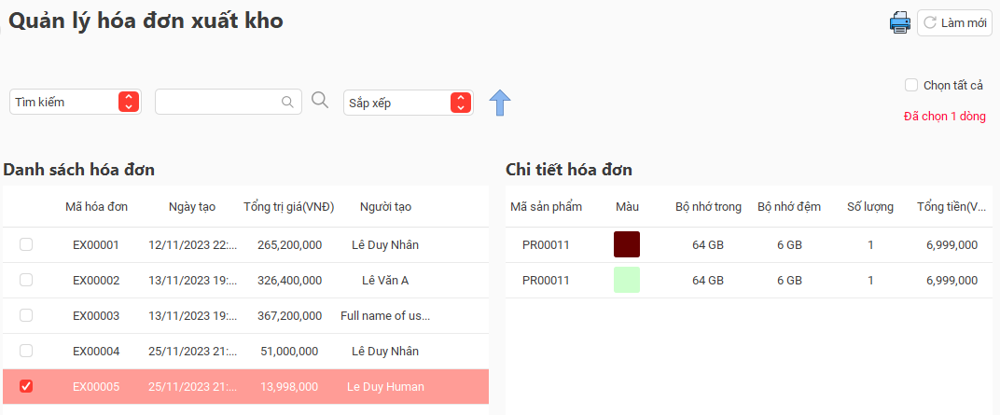 Quản lý hóa đơn xuất kho
Làm mới
Tìm kiếm
Sắp xếp
Chọn tất cả
Đã chọn 1 dòng
Danh sách hóa đơn
Mã hóa đơn Ngày tạo Tổng trị giá(VNĐ) Người tạo
EX00001 12/11/2023 22:... 265,200,000 Lê Duy Nhân
EX00002 13/11/2023 19:... 326,400,000 Lê Văn A
EX00003 13/11/2023 19:... 367,200,000 Full name of us...
EX00004 25/11/2023 21:... 51,000,000 Lê Duy Nhân
EX00005 25/11/2023 21:... 13,998,000 Le Duy Human
Chi tiết hóa đơn
Mã sản phẩm Màu Bộ nhớ trong Bộ nhớ đệm Số lượng Tổng tiền(V...
PR00011 64 GB 6 GB 1 6,999,000
PR00011 64 GB 6 GB 1 6,999,000